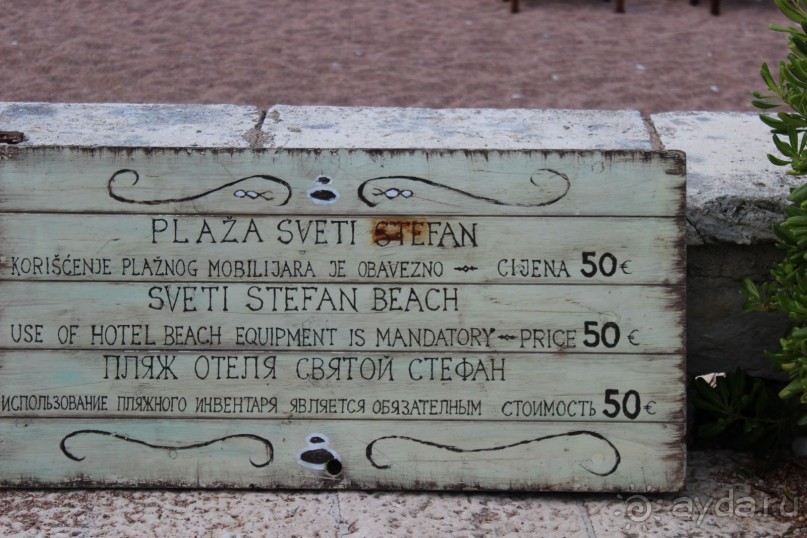 PLAŽA SVETI STEFAN
KORIŠĆENJE PLAŽNOG MOBILIJARA JE OBAVEZNO - CIJENA 50€
SVETI STEFAN BEACH
USE OF HOTEL BEACH EQUIPMENT IS MANDATORY - PRICE 50€
ПЛЯЖ ОТЕЛЯ СВЯТОЙ СТЕФАН
ИСПОЛЬЗОВАНИЕ ПЛЯЖНОГО ИНВЕНТАРЯ ЯВЛЯЕТСЯ ОБЯЗАТЕЛЬНЫМ СТОИМОСТЬ 50€
ayda.ru